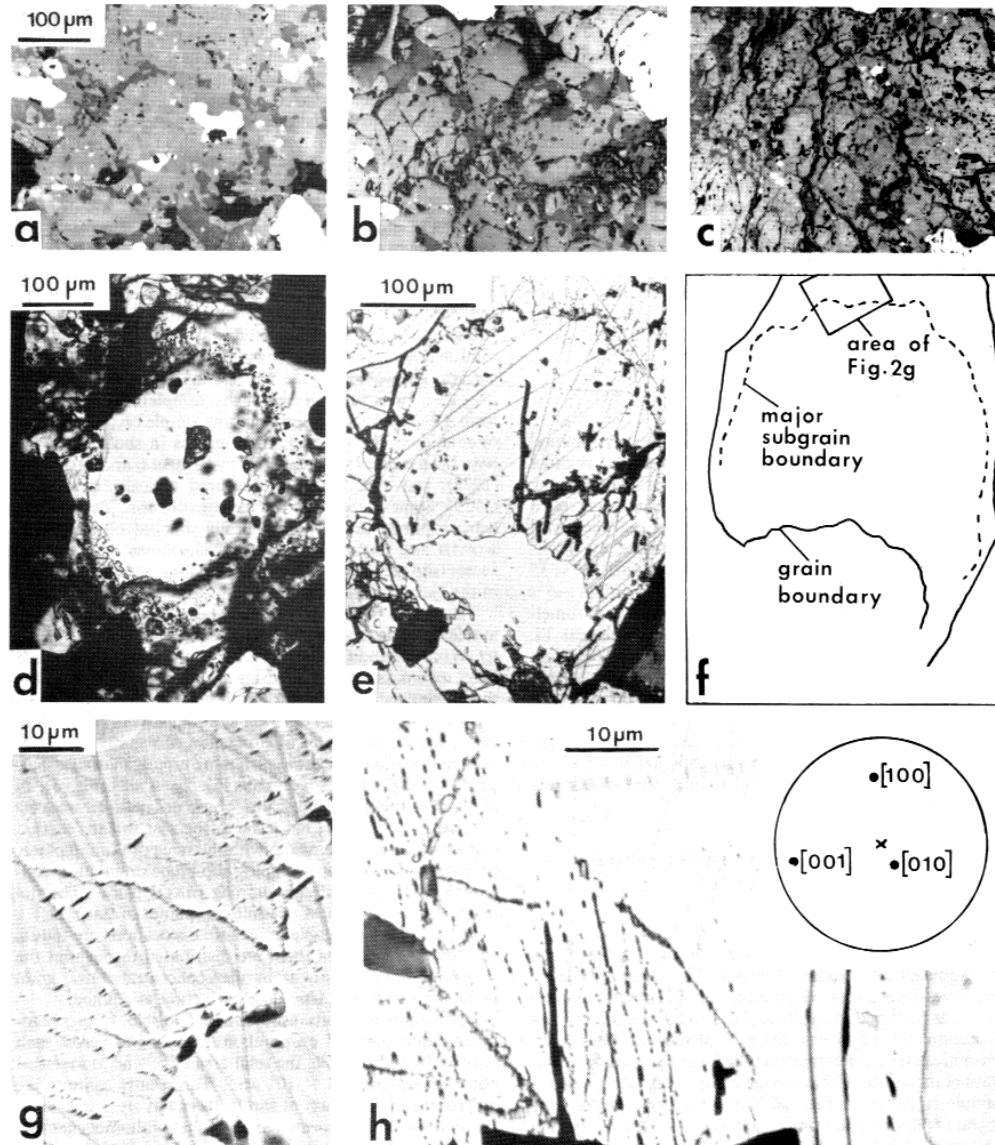 100 µm
a
b
c
100 µm
d
100 µm
e
area of
Fig.2g
major
subgrain
boundary
grain
boundary
f
10 µm
g
10 µm
[100]
[001]
[010]
h